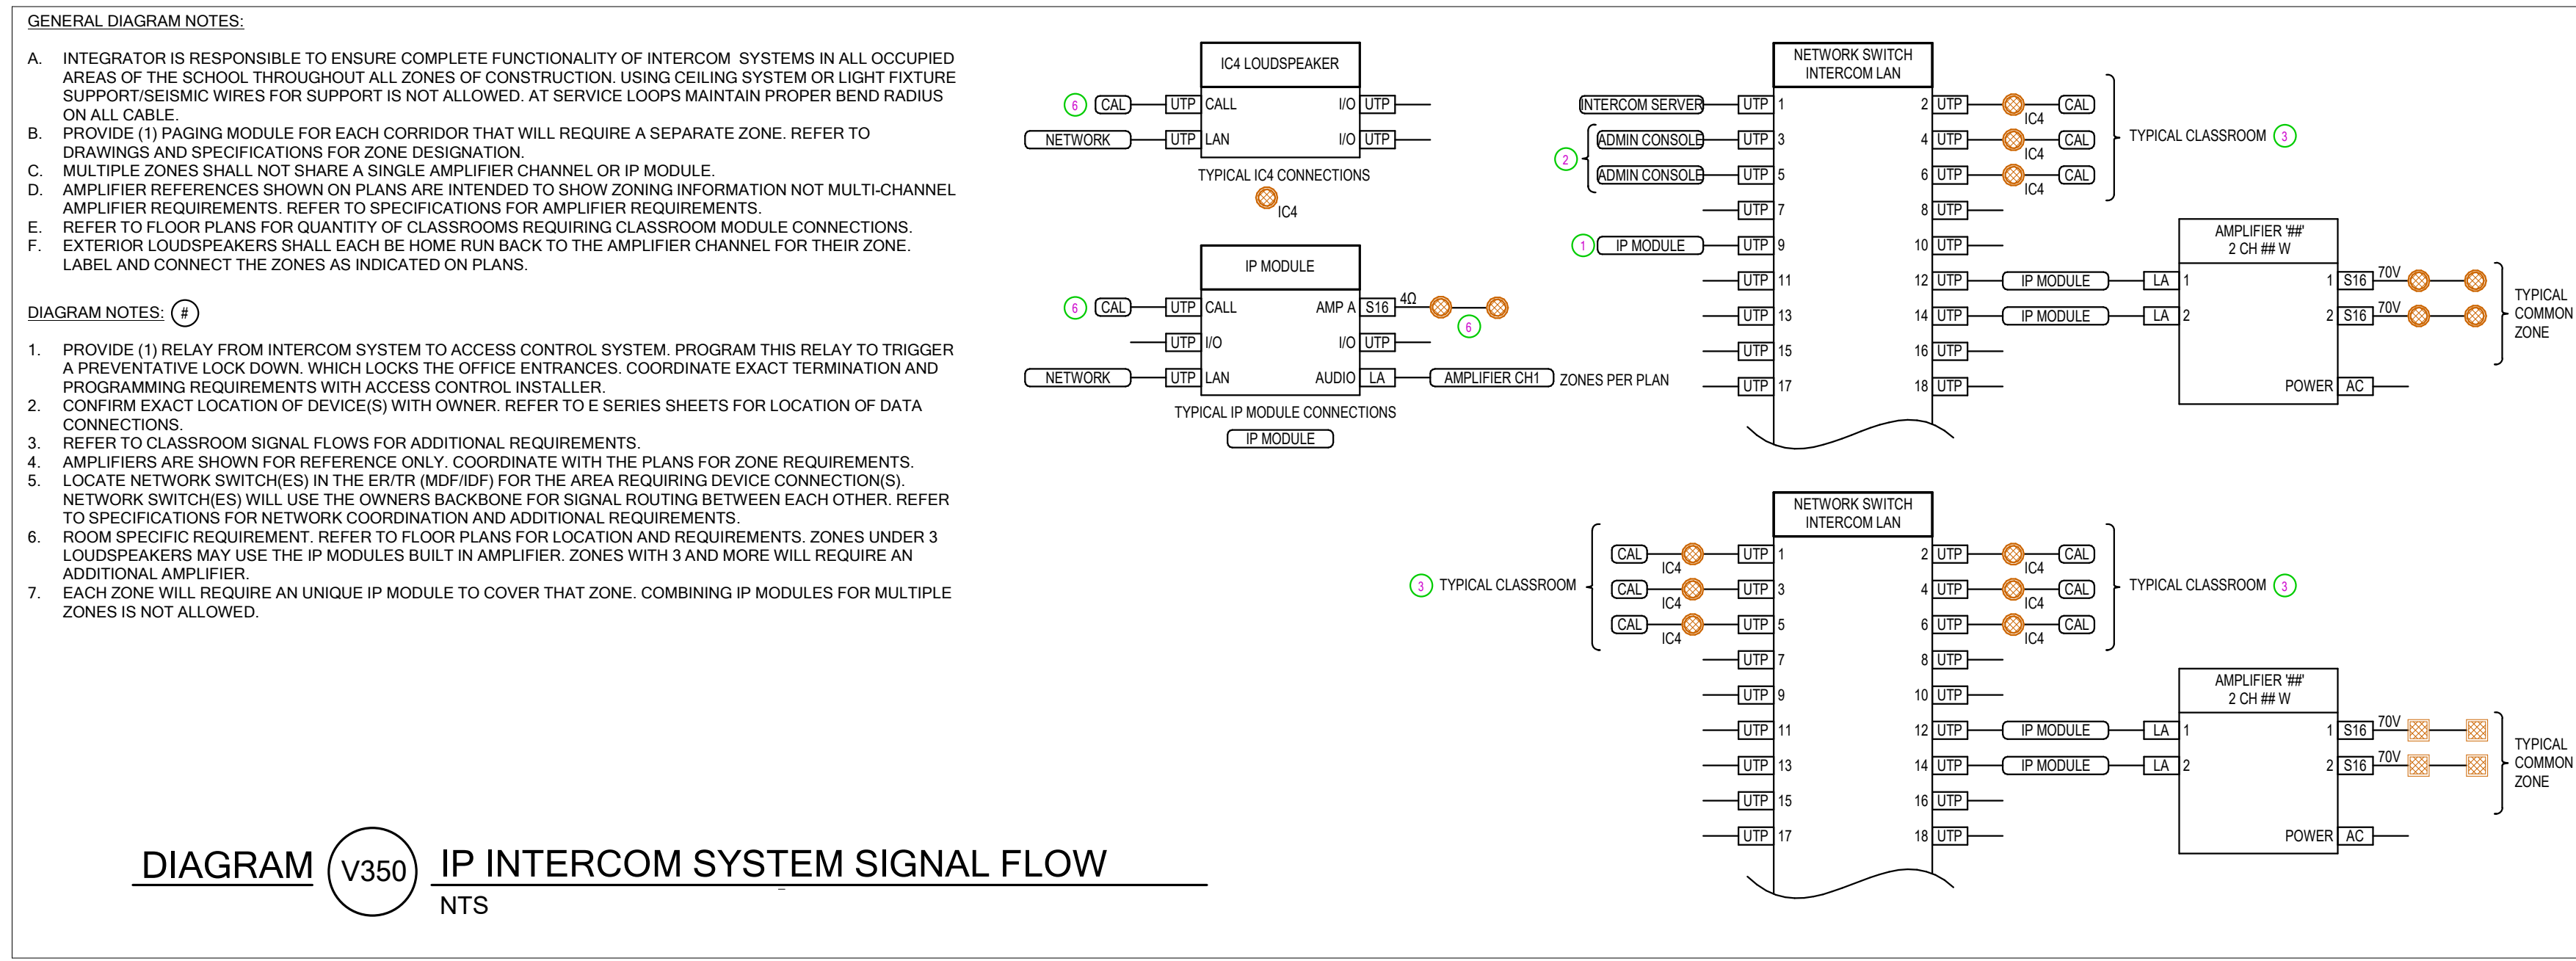 GENERAL DIAGRAM NOTES:
A. INTEGRATOR IS RESPONSIBLE TO ENSURE COMPLETE FUNCTIONALITY OF INTERCOM SYSTEMS IN ALL OCCUPIED
AREAS OF THE SCHOOL THROUGHOUT ALL ZONES OF CONSTRUCTION. USING CEILING SYSTEM OR LIGHT FIXTURE
SUPPORT/SEISMIC WIRES FOR SUPPORT IS NOT ALLOWED. AT SERVICE LOOPS MAINTAIN PROPER BEND RADIUS
ON ALL CABLE.
B. PROVIDE (1) PAGING MODULE FOR EACH CORRIDOR THAT WILL REQUIRE A SEPARATE ZONE. REFER TO
DRAWINGS AND SPECIFICATIONS FOR ZONE DESIGNATION.
C. MULTIPLE ZONES SHALL NOT SHARE A SINGLE AMPLIFIER CHANNEL OR IP MODULE.
D. AMPLIFIER REFERENCES SHOWN ON PLANS ARE INTENDED TO SHOW ZONING INFORMATION NOT MULTI-CHANNEL
AMPLIFIER REQUIREMENTS. REFER TO SPECIFICATIONS FOR AMPLIFIER REQUIREMENTS.
E. REFER TO FLOOR PLANS FOR QUANTITY OF CLASSROOMS REQUIRING CLASSROOM MODULE CONNECTIONS.
F. EXTERIOR LOUDSPEAKERS SHALL EACH BE HOME RUN BACK TO THE AMPLIFIER CHANNEL FOR THEIR ZONE.
LABEL AND CONNECT THE ZONES AS INDICATED ON PLANS.
DIAGRAM NOTES: #
1. PROVIDE (1) RELAY FROM INTERCOM SYSTEM TO ACCESS CONTROL SYSTEM. PROGRAM THIS RELAY TO TRIGGER
A PREVENTATIVE LOCK DOWN. WHICH LOCKS THE OFFICE ENTRANCES. COORDINATE EXACT TERMINATION AND
PROGRAMMING REQUIREMENTS WITH ACCESS CONTROL INSTALLER.
2. CONFIRM EXACT LOCATION OF DEVICE(S) WITH OWNER. REFER TO E SERIES SHEETS FOR LOCATION OF DATA
CONNECTIONS.
3. REFER TO CLASSROOM SIGNAL FLOWS FOR ADDITIONAL REQUIREMENTS.
4. AMPLIFIERS ARE SHOWN FOR REFERENCE ONLY. COORDINATE WITH THE PLANS FOR ZONE REQUIREMENTS.
5. LOCATE NETWORK SWITCH(ES) IN THE ER/TR (MDF/IDF) FOR THE AREA REQUIRING DEVICE CONNECTION(S).
NETWORK SWITCH(ES) WILL USE THE OWNERS BACKBONE FOR SIGNAL ROUTING BETWEEN EACH OTHER. REFER
TO SPECIFICATIONS FOR NETWORK COORDINATION AND ADDITIONAL REQUIREMENTS.
6. ROOM SPECIFIC REQUIREMENT. REFER TO FLOOR PLANS FOR LOCATION AND REQUIREMENTS. ZONES UNDER 3
LOUDSPEAKERS MAY USE THE IP MODULES BUILT IN AMPLIFIER. ZONES WITH 3 AND MORE WILL REQUIRE AN
ADDITIONAL AMPLIFIER.
7. EACH ZONE WILL REQUIRE AN UNIQUE IP MODULE TO COVER THAT ZONE. COMBINING IP MODULES FOR MULTIPLE
ZONES IS NOT ALLOWED.
DIAGRAM V350 IP INTERCOM SYSTEM SIGNAL FLOW
NTS
IC4 LOUDSPEAKER
6 CAL UTP CALL I/O UTP
NETWORK UTP LAN I/O UTP
TYPICAL IC4 CONNECTIONS
IC4
IP MODULE
6 CAL UTP CALL AMP A S16 4Ω
6
UTP I/O I/O UTP
NETWORK UTP LAN AUDIO LA AMPLIFIER CH1 ZONES PER PLAN
TYPICAL IP MODULE CONNECTIONS
IP MODULE
NETWORK SWITCH
INTERCOM LAN
INTERCOM SERVER UTP 1 2 UTP IC4 CAL
2 ADMIN CONSOLE UTP 3 4 UTP IC4 CAL TYPICAL CLASSROOM 3
ADMIN CONSOLE UTP 5 6 UTP IC4 CAL
UTP 7 8 UTP
1 IP MODULE UTP 9 10 UTP
UTP 11 12 UTP IP MODULE LA 1 1 S16 70V
UTP 13 14 UTP IP MODULE LA 2 2 S16 70V
UTP 15 16 UTP
UTP 17 18 UTP
AMPLIFIER '##'
2 CH ## W
POWER AC
TYPICAL
COMMON
ZONE
NETWORK SWITCH
INTERCOM LAN
CAL IC4 UTP 1 2 UTP IC4 CAL
3 TYPICAL CLASSROOM CAL IC4 UTP 3 4 UTP IC4 CAL TYPICAL CLASSROOM 3
CAL IC4 UTP 5 6 UTP IC4 CAL
UTP 7 8 UTP
UTP 9 10 UTP
UTP 11 12 UTP IP MODULE LA 1 1 S16 70V
UTP 13 14 UTP IP MODULE LA 2 2 S16 70V
UTP 15 16 UTP
UTP 17 18 UTP
AMPLIFIER '##'
2 CH ## W
POWER AC
TYPICAL
COMMON
ZONE